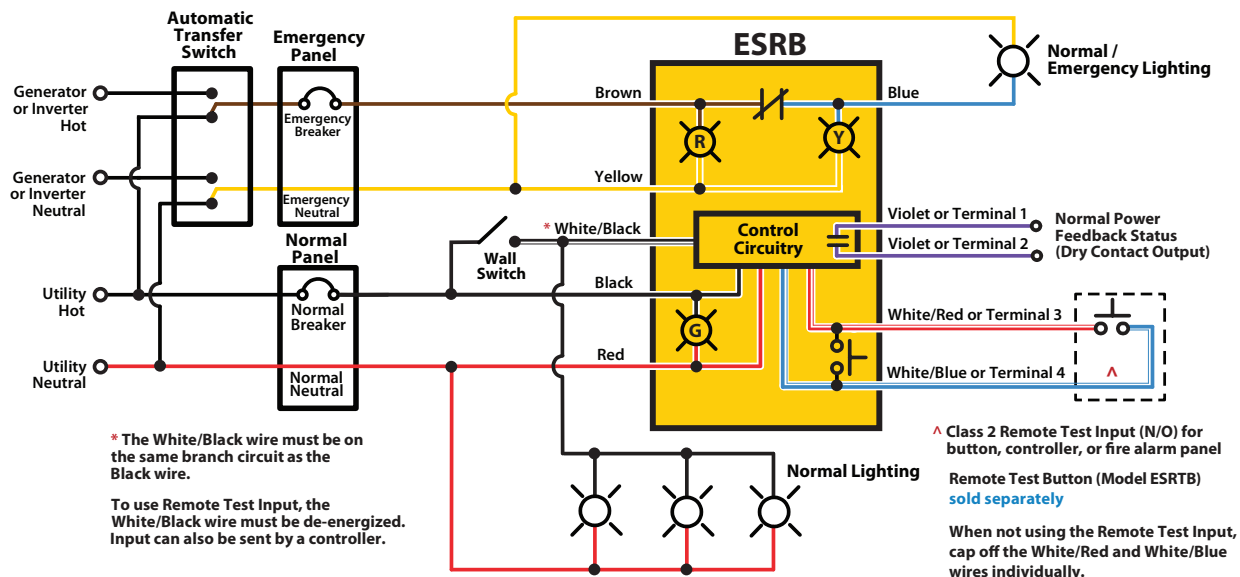 Automatic
Transfer
Switch
Emergency
Panel
ESRB
Normal /
Emergency Lighting
Generator
or Inverter
Hot
Brown
Blue
Emergency
Breaker
R
Y
Generator
or Inverter
Neutral
Yellow
Emergency
Neutral
Normal
Panel
Wall
Switch
* White/Black
Control
Circuitry
Violet or Terminal 1
Violet or Terminal 2
Normal Power
Feedback Status
(Dry Contact Output)
Utility
Hot
Normal
Breaker
Black
G
White/Red or Terminal 3
Utility
Neutral
Normal
Neutral
Red
White/Blue or Terminal 4
^
* The White/Black wire must be on
the same branch circuit as the
Black wire.
To use Remote Test Input, the
White/Black wire must be de-energized.
Input can also be sent by a controller.
Normal Lighting
^ Class 2 Remote Test Input (N/O) for
button, controller, or fire alarm panel
Remote Test Button (Model ESRTB)
sold separately
When not using the Remote Test Input,
cap off the White/Red and White/Blue
wires individually.